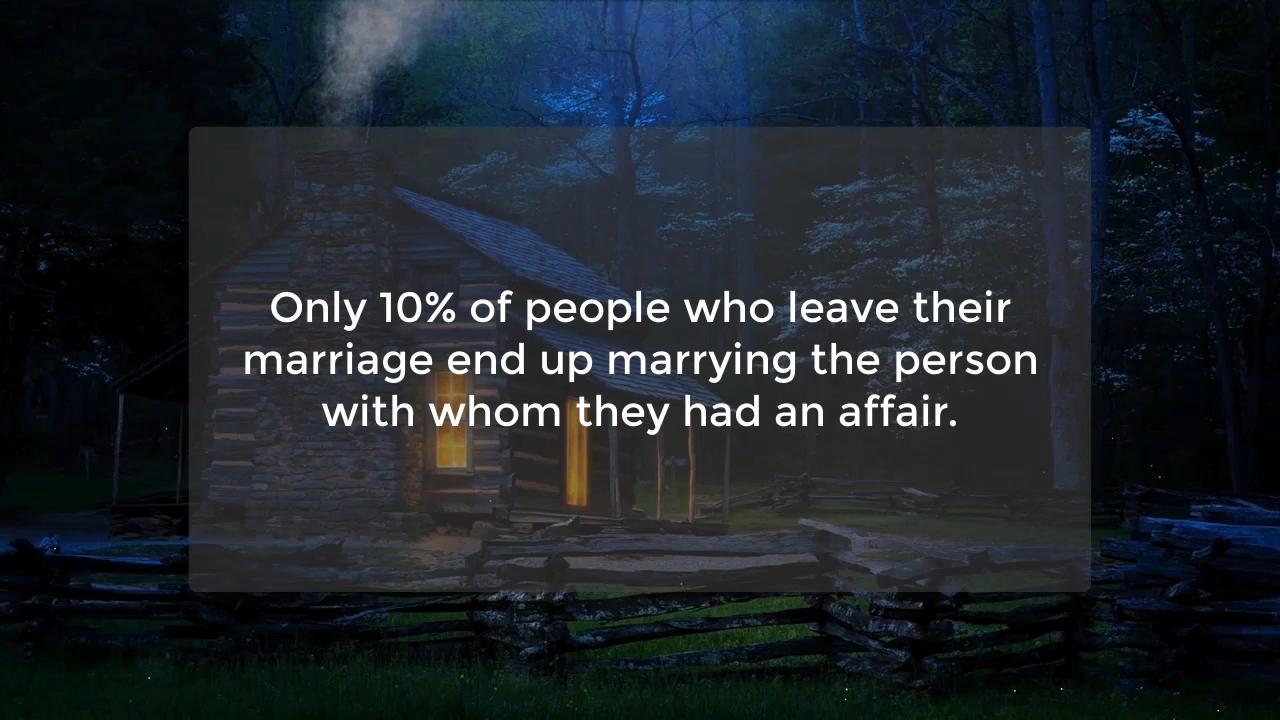 Only 10% of people who leave their
marriage end up marrying the person
with whom they had an affair.